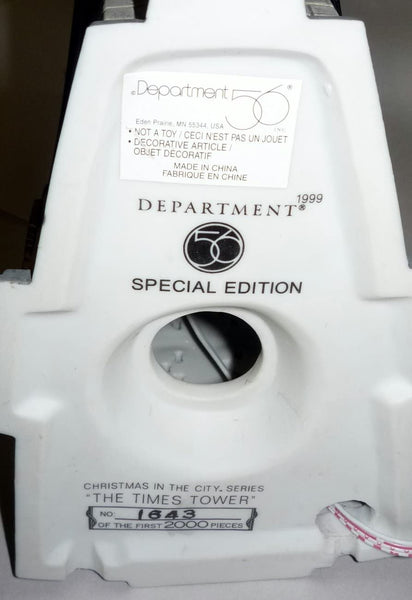 ©Department 56®
Eden Prairie, MN 55344, USA
• NOT A TOY / CECI N'EST PAS UN JOUET
• DECORATIVE ARTICLE /
OBJET DÉCORATIF
MADE IN CHINA
FABRIQUE EN CHINE
DEPARTMENT® 1999
56
SPECIAL EDITION
CHRISTMAS IN THE CITY® SERIES
"THE TIMES TOWER"
NO: 1643
OF THE FIRST 2000 PIECES